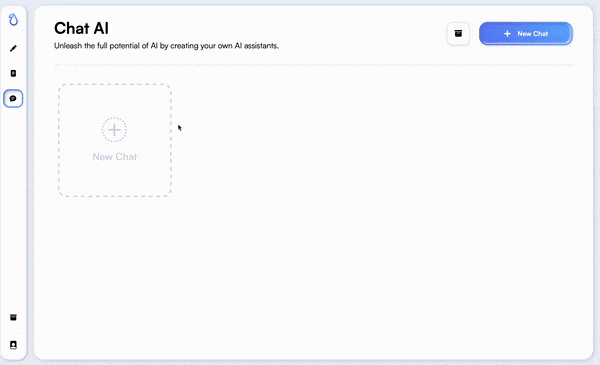 Chat AI
Unleash the full potential of AI by creating your own AI assistants.
New Chat
New Chat